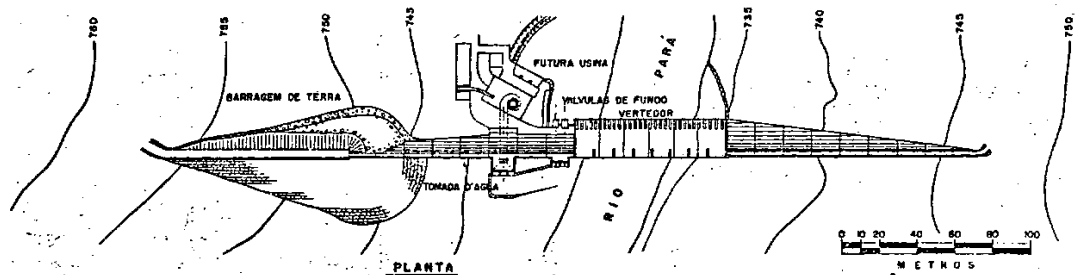 760
755
750
745
735
740
745
750
PARÁ
FUTURA USINA
BARRAGEM DE TERRA
VALVULAS DE FUNDO
VERTEDOR
TOMADA D'AGUA
RIO
0 10 20 40 60 80 100
METROS
PLANTA